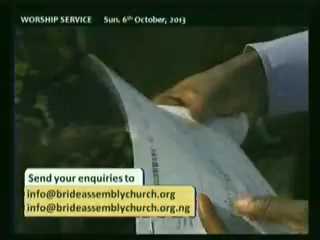 WORSHIP SERVICE Sun. 6th October, 2013
Send your enquiries to
info@brideassemblychurch.org
info@brideassemblychurch.org.ng